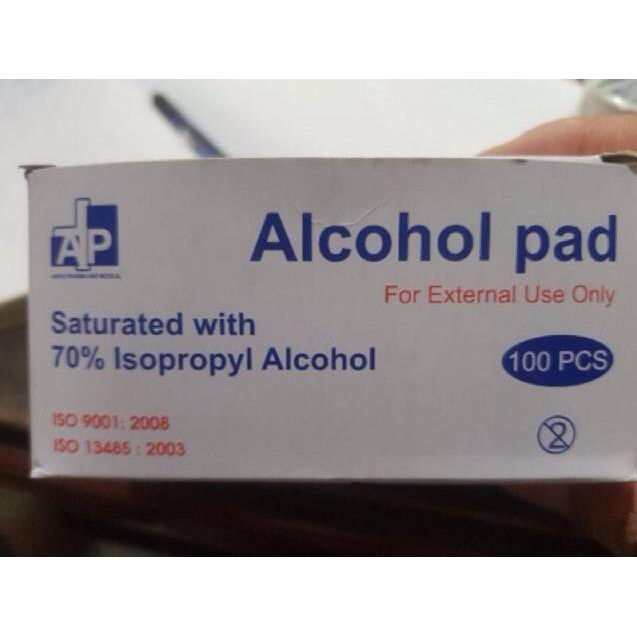 AP
Alcohol pad
For External Use Only
Saturated with
70% Isopropyl Alcohol
100 PCS
ISO 9001: 2008
ISO 13485 : 2003
2